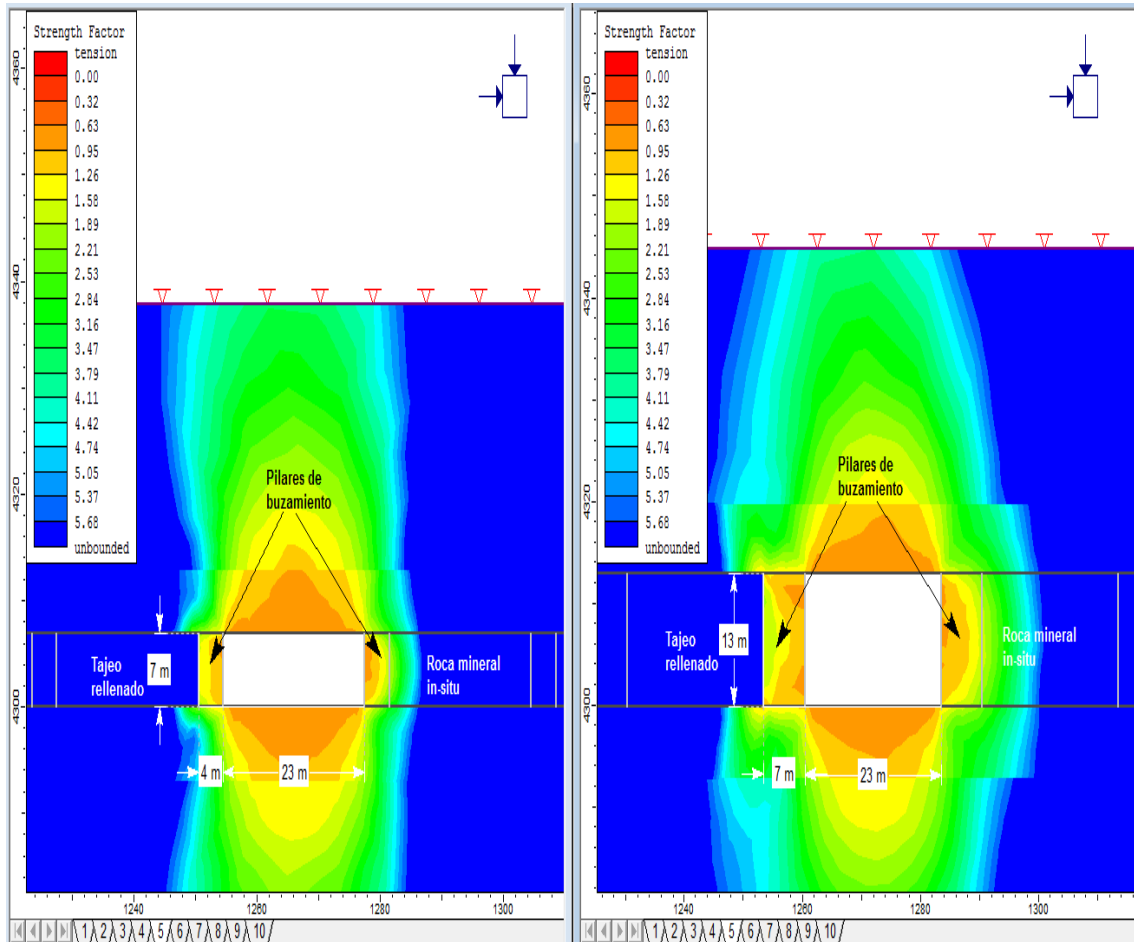 Strength Factor
tension
0.00
0.32
0.63
0.95
1.26
1.58
1.89
2.21
2.53
2.84
3.16
3.47
3.79
4.11
4.42
4.74
5.05
5.37
5.68
unbounded
4360
4340
4320
4300
Pilares de
buzamiento
Tajeo
rellenado
7 m
Roca mineral
in-situ
4 m
23 m
1240
1260
1280
1300
1 2 3 4 5 6 7 8 9 10
Strength Factor
tension
0.00
0.32
0.63
0.95
1.26
1.58
1.89
2.21
2.53
2.84
3.16
3.47
3.79
4.11
4.42
4.74
5.05
5.37
5.68
unbounded
4360
4340
4320
4300
Pilares de
buzamiento
Tajeo
rellenado
13 m
Roca mineral
in-situ
7 m
23 m
1240
1260
1280
1300
1 2 3 4 5 6 7 8 9 10